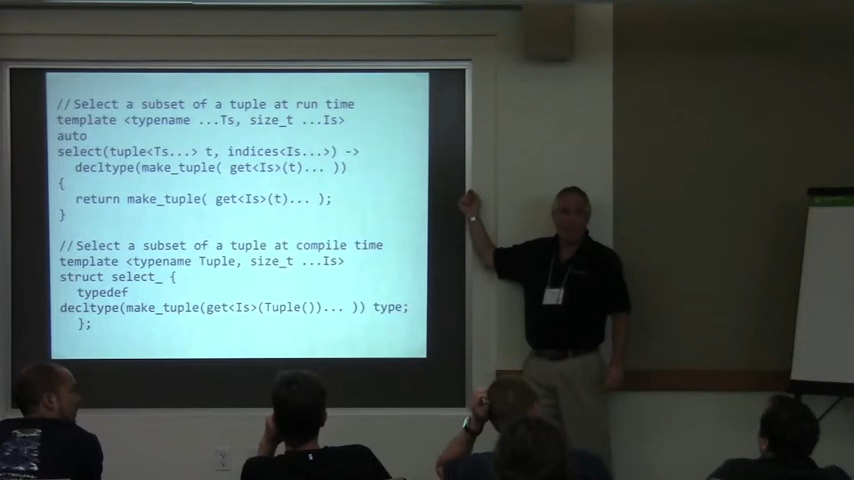 //Select a subset of a tuple at run time
template <typename ...Ts, size_t ...Is>
auto
select(tuple<Ts...> t, indices<Is...>) ->
decltype(make_tuple( get<Is>(t)... ))
{
return make_tuple( get<Is>(t)... );
}
//Select a subset of a tuple at compile time
template <typename Tuple, size_t ...Is>
struct select_ {
typedef
decltype(make_tuple(get<Is>(Tuple())... )) type;
};